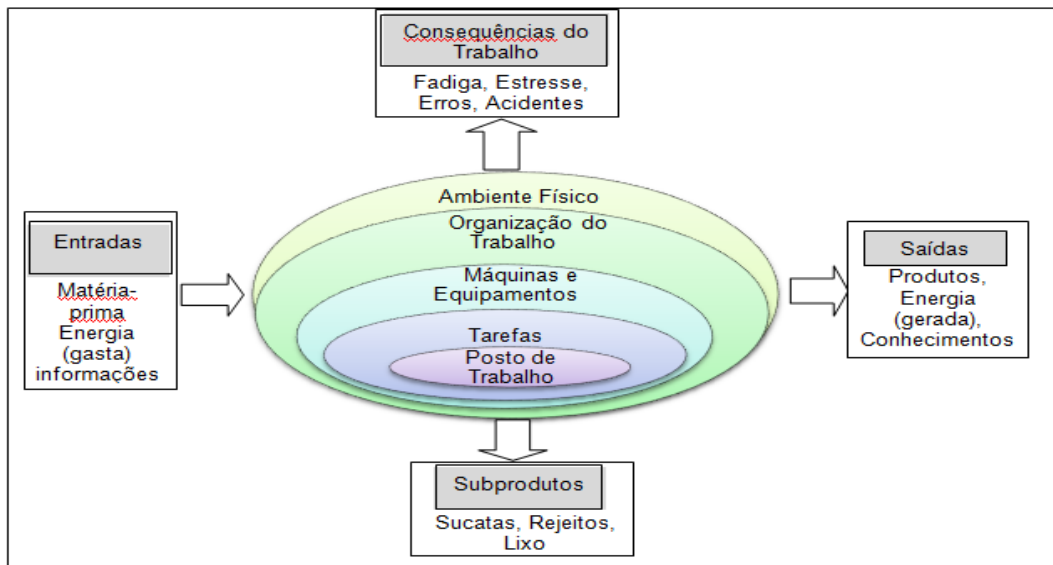 Consequências do
Trabalho
Fadiga, Estresse,
Erros, Acidentes
Ambiente Físico
Organização do
Trabalho
Máquinas e
Equipamentos
Tarefas
Posto de
Trabalho
Entradas
Matéria-
prima
Energia
(gasta)
informações
Saídas
Produtos,
Energia
(gerada),
Conhecimentos
Subprodutos
Sucatas, Rejeitos,
Lixo